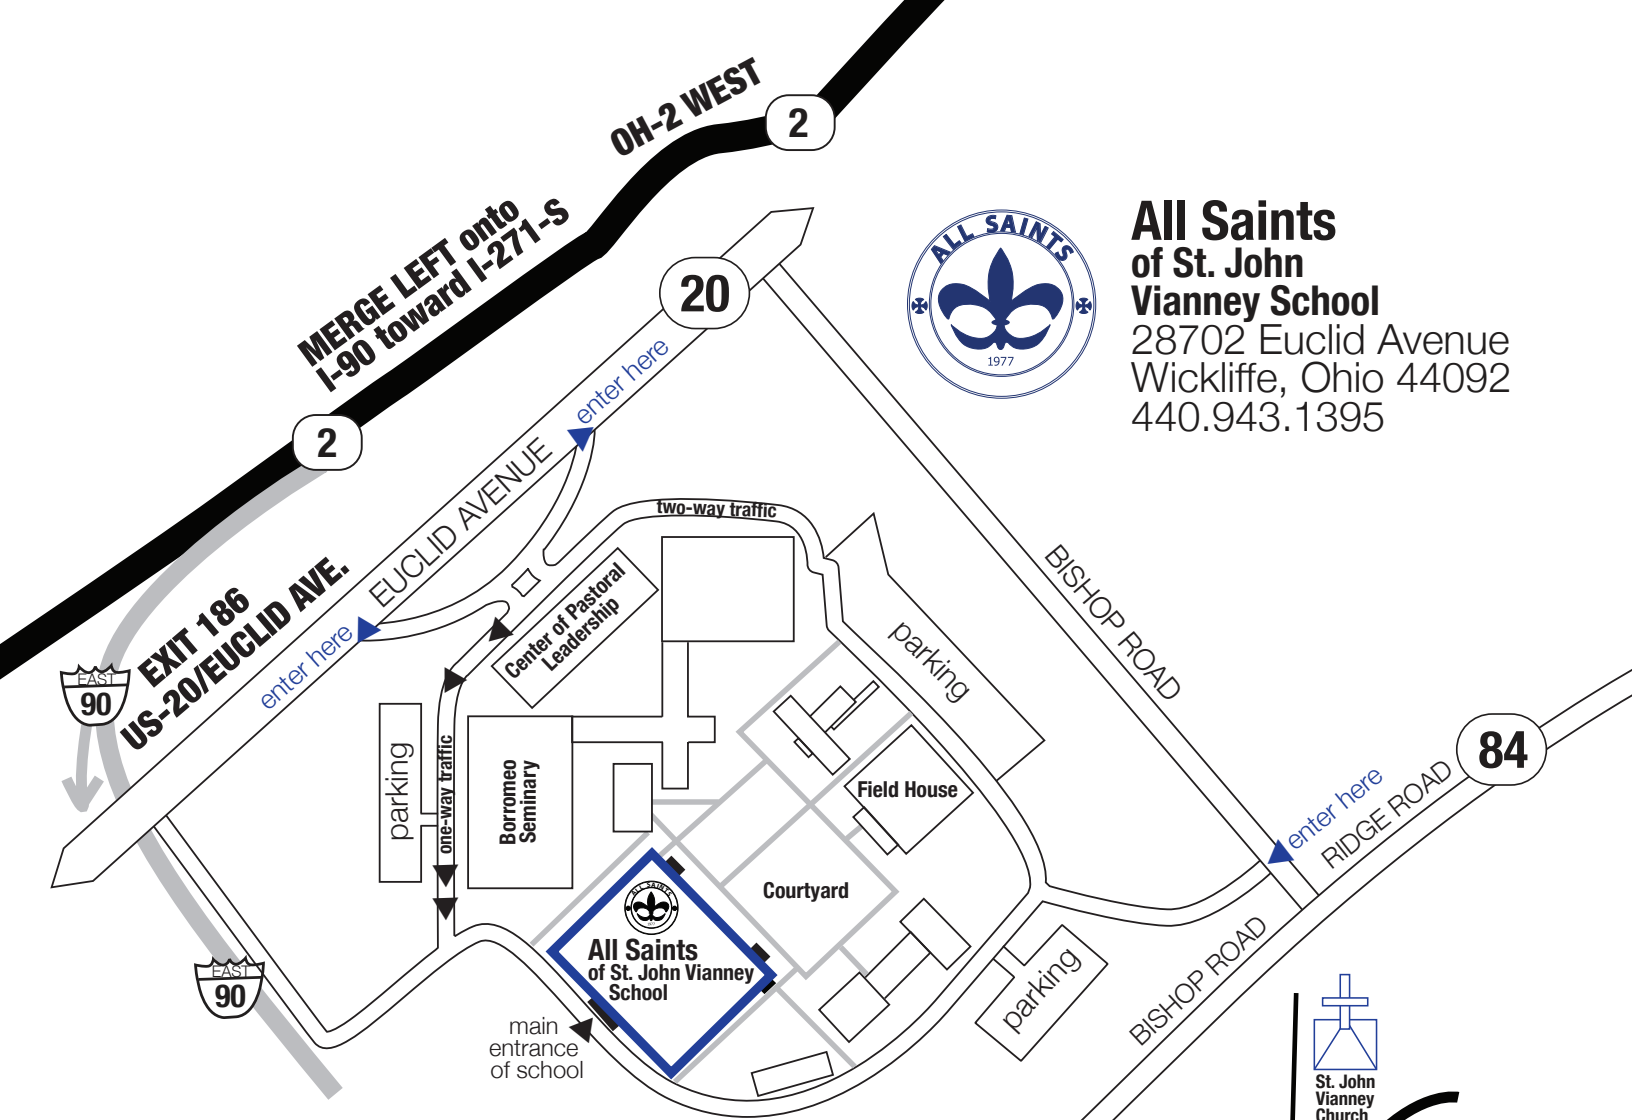 OH-2 WEST
2
MERGE LEFT onto
I-90 toward I-271-S
20
ALL SAINTS
1977
All Saints
of St. John
Vianney School
28702 Euclid Avenue
Wickliffe, Ohio 44092
440.943.1395
enter here
2
EUCLID AVENUE
two-way traffic
EXIT 186
US-20/EUCLID AVE.
enter here
EAST
90
Center of Pastoral
Leadership
parking
BISHOP ROAD
parking
one-way traffic
Borromeo
Seminary
Field House
84
enter here
RIDGE ROAD
Courtyard
ALL SAINTS
All Saints
of St. John Vianney
School
EAST
90
main
entrance
of school
parking
BISHOP ROAD
St. John
Vianney
Church